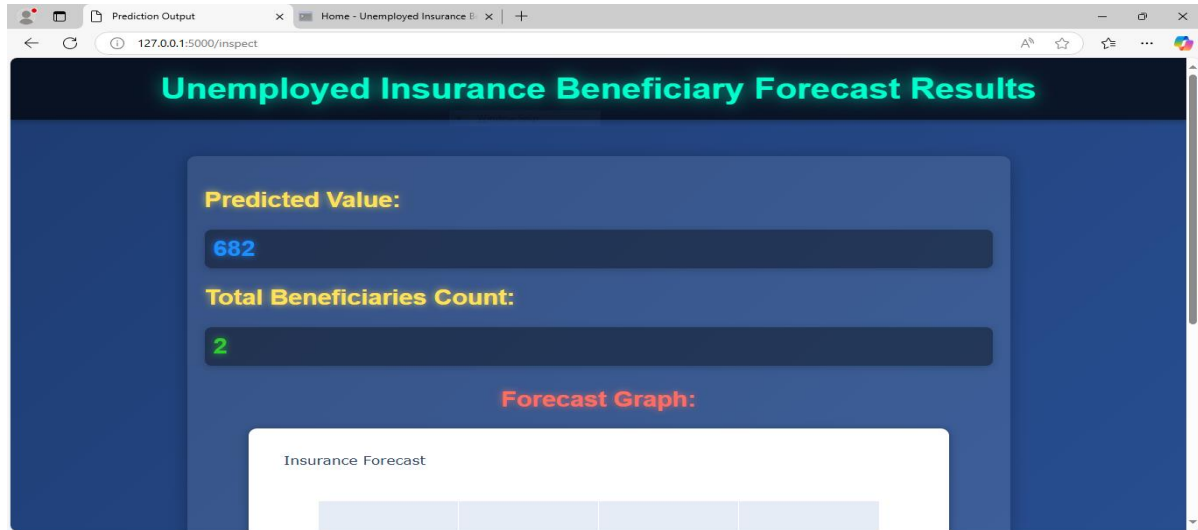 Prediction Output
Home - Unemployed Insurance B
127.0.0.1:5000/inspect
Unemployed Insurance Beneficiary Forecast Results
Predicted Value:
682
Total Beneficiaries Count:
2
Forecast Graph:
Insurance Forecast